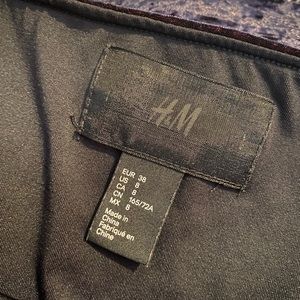 H&M
EUR 38
US 8
CA 8
CN 165/72A
MX 8
Made in
China
Fabriqué en
Chine